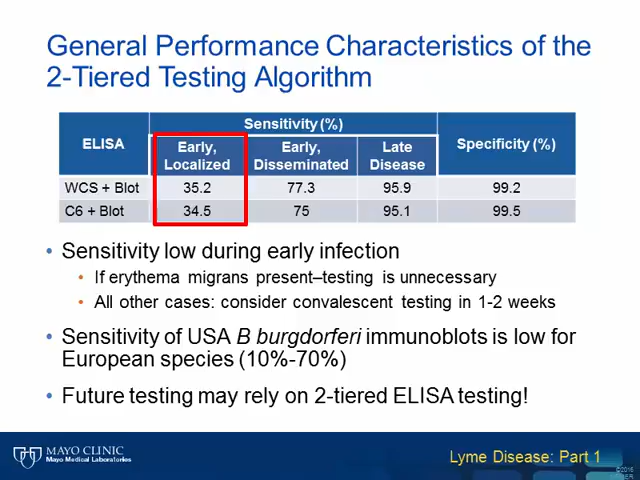 General Performance Characteristics of the
2-Tiered Testing Algorithm
ELISA
Sensitivity (%)
Specificity (%)
Early,
Localized
Early,
Disseminated
Late
Disease
WCS + Blot 35.2 77.3 95.9 99.2
C6 + Blot 34.5 75 95.1 99.5
• Sensitivity low during early infection
• If erythema migrans present–testing is unnecessary
• All other cases: consider convalescent testing in 1-2 weeks
• Sensitivity of USA B burgdorferi immunoblots is low for
European species (10%-70%)
• Future testing may rely on 2-tiered ELISA testing!
MAYO CLINIC
Mayo Medical Laboratories
Lyme Disease: Part 1
©2016